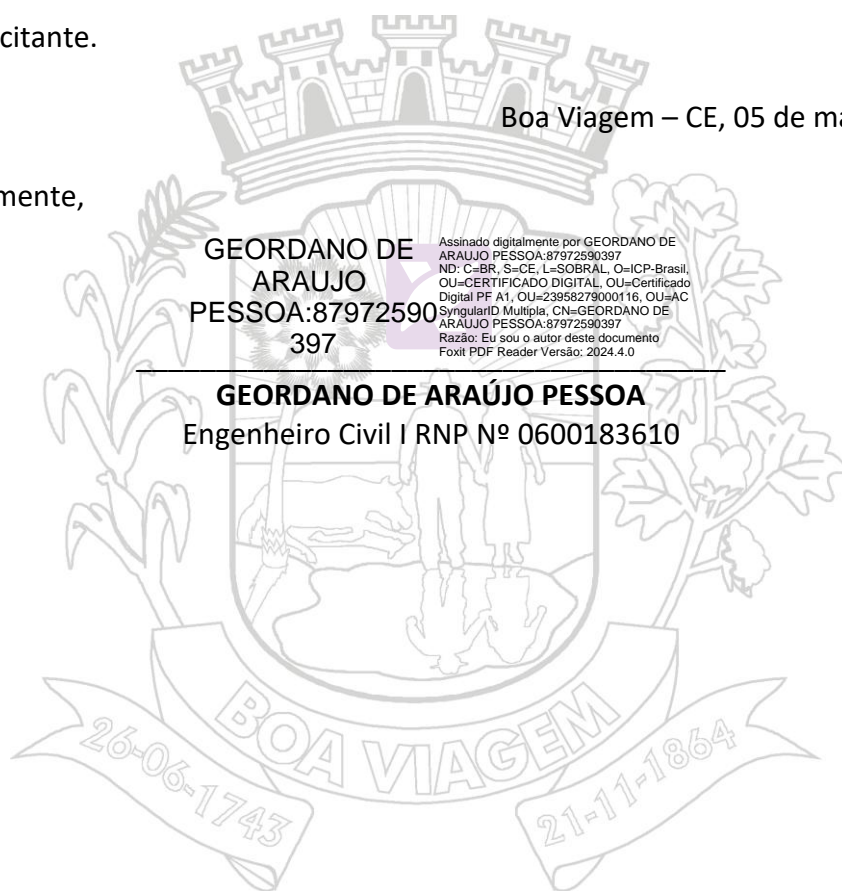 citante.
Boa Viagem – CE, 05 de ma
mente,
GEORDANO DE
ARAUJO
PESSOA:87972590
397
Assinado digitalmente por GEORDANO DE
ARAUJO PESSOA:87972590397
ND: C=BR, S=CE, L=SOBRAL, O=ICP-Brasil,
OU=CERTIFICADO DIGITAL, OU=Certificado
Digital PF A1, OU=23958279000116, OU=AC
SyngularID Multipla, CN=GEORDANO DE
ARAUJO PESSOA:87972590397
Razão: Eu sou o autor deste documento
Foxit PDF Reader Versão: 2024.4.0
GEORDANO DE ARAÚJO PESSOA
Engenheiro Civil I RNP Nº 0600183610
26-06-1743
BOA VIAGEM
21-11-1864